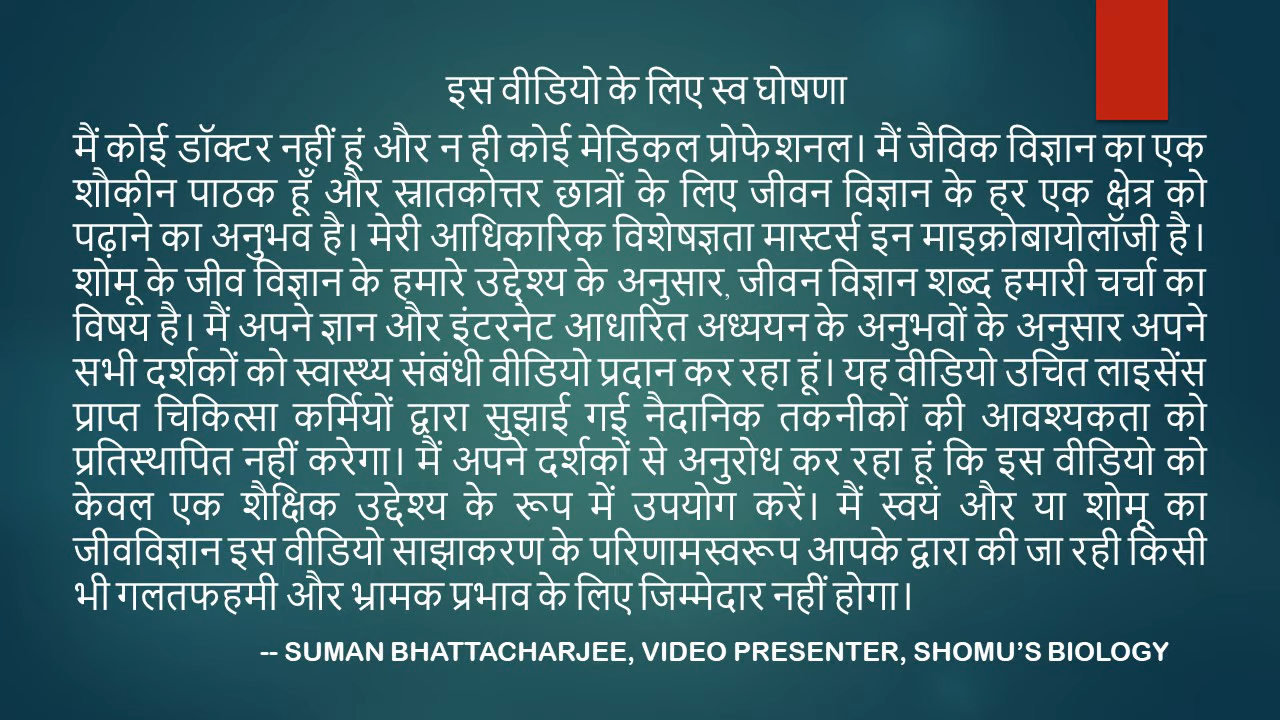 इस वीडियो के लिए स्व घोषणा
मैं कोई डॉक्टर नहीं हूं और न ही कोई मेडिकल प्रोफेशनल। मैं जैविक विज्ञान का एक
शौकीन पाठक हूँ और स्नातकोत्तर छात्रों के लिए जीवन विज्ञान के हर एक क्षेत्र को
पढ़ाने का अनुभव है। मेरी आधिकारिक विशेषज्ञता मास्टर्स इन माइक्रोबायोलॉजी है।
शोमू के जीव विज्ञान के हमारे उद्देश्य के अनुसार, जीवन विज्ञान शब्द हमारी चर्चा का
विषय है। मैं अपने ज्ञान और इंटरनेट आधारित अध्ययन के अनुभवों के अनुसार अपने
सभी दर्शकों को स्वास्थ्य संबंधी वीडियो प्रदान कर रहा हूं। यह वीडियो उचित लाइसेंस
प्राप्त चिकित्सा कर्मियों द्वारा सुझाई गई नैदानिक तकनीकों की आवश्यकता को
प्रतिस्थापित नहीं करेगा। मैं अपने दर्शकों से अनुरोध कर रहा हूं कि इस वीडियो को
केवल एक शैक्षिक उद्देश्य के रूप में उपयोग करें। मैं स्वयं और या शोमू का
जीवविज्ञान इस वीडियो साझाकरण के परिणामस्वरूप आपके द्वारा की जा रही किसी
भी गलतफहमी और भ्रामक प्रभाव के लिए जिम्मेदार नहीं होगा।
-- SUMAN BHATTACHARJEE, VIDEO PRESENTER, SHOMU’S BIOLOGY